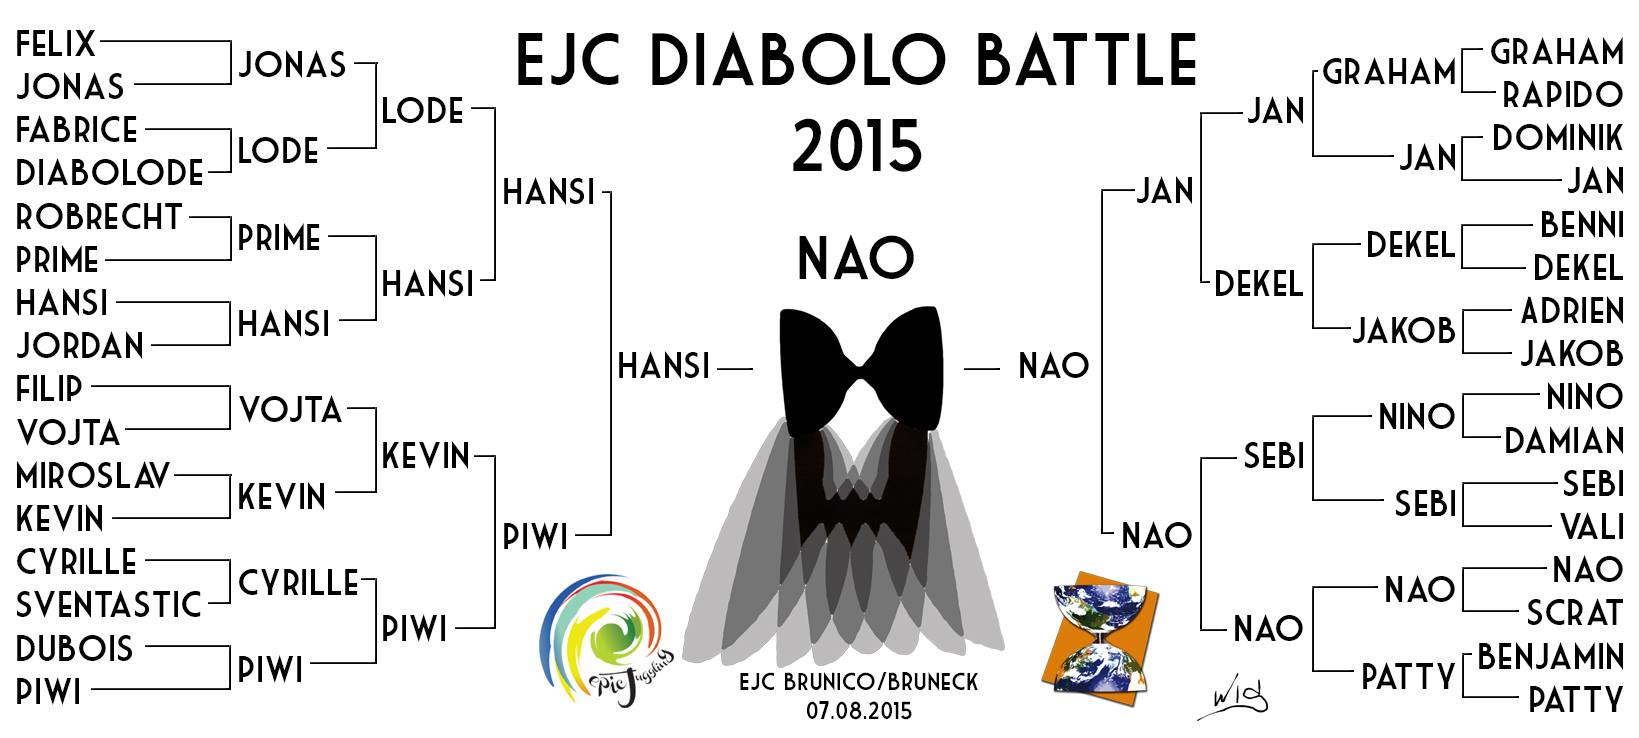 EJC DIABOLO BATTLE
2015
NAO
FELIX
JONAS
FABRICE
DIABOLODE
ROBRECHT
PRIME
HANSI
JORDAN
FILIP
VOJTA
MIROSLAV
KEVIN
CYRILLE
SVENTASTIC
DUBOIS
PIWI
JONAS
LODE
PRIME
HANSI
VOJTA
KEVIN
CYRILLE
PIWI
LODE
HANSI
KEVIN
PIWI
HANSI
PIWI
HANSI
NAO
JAN
NAO
JAN
DEKEL
SEBI
NAO
GRAHAM
JAN
DEKEL
JAKOB
NINO
SEBI
NAO
PATTY
GRAHAM
RAPIDO
DOMINIK
JAN
BENNI
DEKEL
ADRIEN
JAKOB
NINO
DAMIAN
SEBI
VALI
NAO
SCRAT
BENJAMIN
PATTY
Pic Juggling
EJC BRUNICO/BRUNECK
07.08.2015
Wid